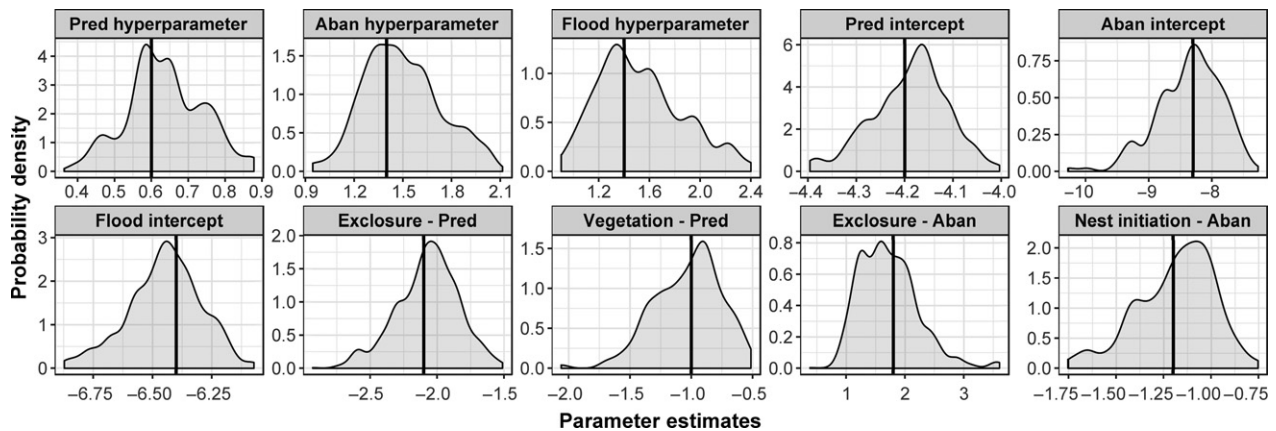 Pred hyperparameter Aban hyperparameter Flood hyperparameter Pred intercept Aban intercept
4 3 2 1 0
1.5 1.0 0.5 0.0
1.0 0.5 0.0
6 4 2 0
0.75 0.50 0.25 0.00
0.4 0.5 0.6 0.7 0.8 0.9 0.9 1.2 1.5 1.8 2.1 1.2 1.6 2.0 2.4 −4.4 −4.3 −4.2 −4.1 −4.0 −10 −9 −8
Probability density
Flood intercept Exclosure - Pred Vegetation - Pred Exclosure - Aban Nest initiation - Aban
3 2 1 0
2.0 1.5 1.0 0.5 0.0
1.5 1.0 0.5 0.0
0.8 0.6 0.4 0.2 0.0
2.0 1.5 1.0 0.5 0.0
−6.75 −6.50 −6.25 −2.5 −2.0 −1.5 −2.0 −1.5 −1.0 −0.5 1 2 3 −1.75 −1.50 −1.25 −1.00 −0.75
Parameter estimates